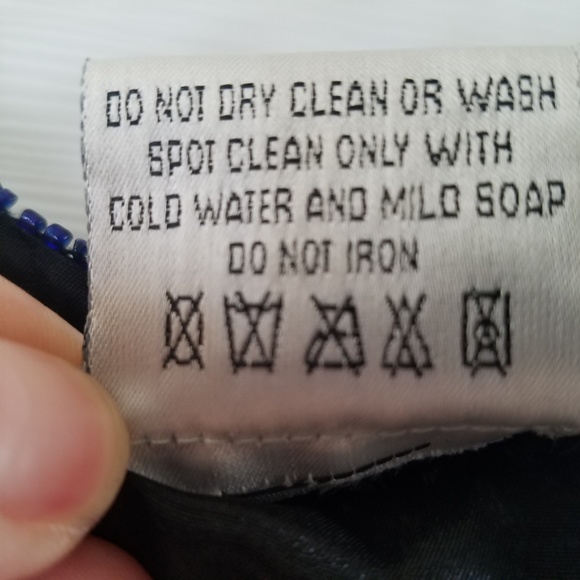 DO NOT DRY CLEAN OR WASH
SPOT CLEAN ONLY WITH
COLD WATER AND MILD SOAP
DO NOT IRON